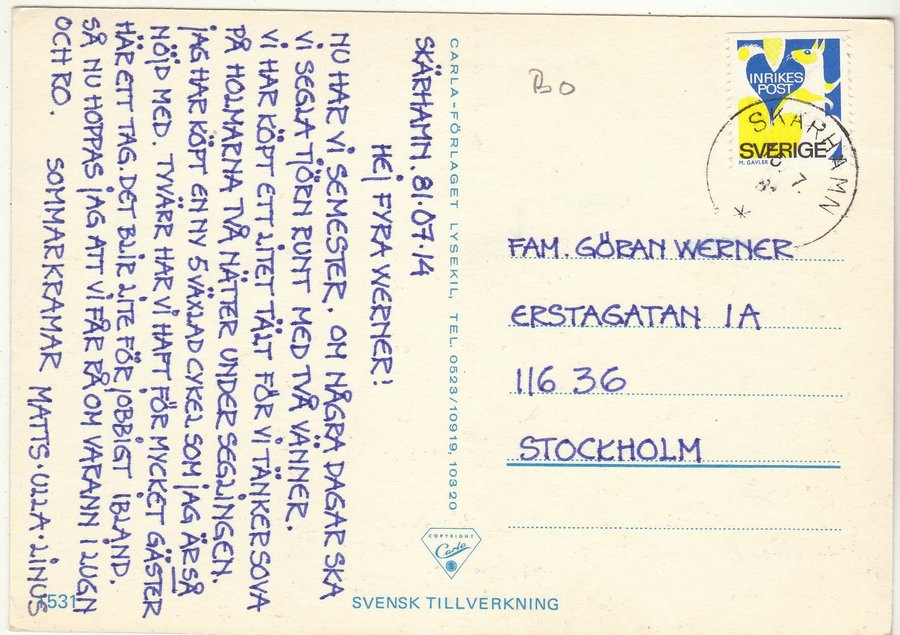 SKÄRHAMN. 81.07.14
HEJ FYRA WERNER!
NU HAR VI SEMESTER. OM NÅGRA DAGAR SKA
VI SEGLA TJÖRN RUNT MED TVÅ VÄNNER.
VI HAR KÖPT ETT LITET TÄLT FÖR VI TÄNKER SOVA
PÅ HOLMARNA TVÅ NÄTTER UNDER SEGLINGEN.
JAG HAR KÖPT EN NY 5 VÄXLAD CYKEL SOM JAG ÄR SÅ
NÖJD MED. TYVÄRR HAR VI HAFT FÖR MYCKET GÄSTER
HÄR ETT TAG. DET BLIR LITE FÖR JOBBIGT IBLAND.
SÅ NU HOPPAS JAG ATT VI FÅR RÅ OM VARANN I LUGN
OCH RO. SOMMARKRAMAR MATTS·ULLA·LINUS
CARLA-FÖRLAGET LYSEKIL, TEL. 0523/10919, 10320
BO
INRIKES
POST
SVERIGE
M. GAVLER
SKÄRHAMN
7.
FAM. GÖRAN WERNER
ERSTAGATAN 1A
116 36
STOCKHOLM
COPYRIGHT
Carla
531
SVENSK TILLVERKNING